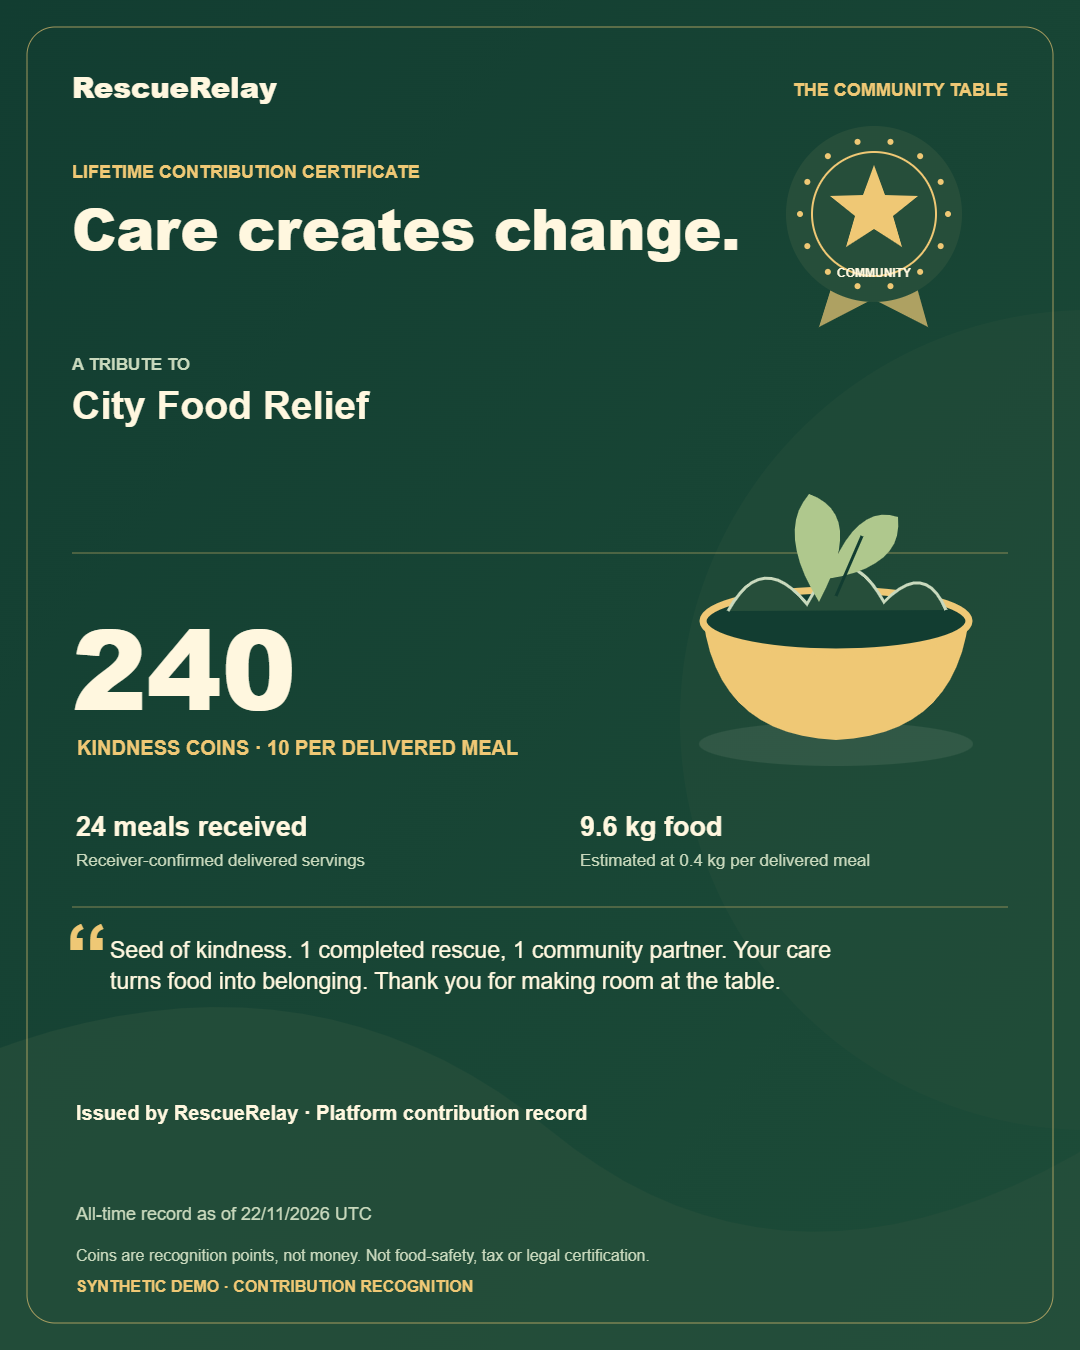 RescueRelay
THE COMMUNITY TABLE
LIFETIME CONTRIBUTION CERTIFICATE
Care creates change.
COMMUNITY
A TRIBUTE TO
City Food Relief
240
KINDNESS COINS · 10 PER DELIVERED MEAL
24 meals received
Receiver-confirmed delivered servings
9.6 kg food
Estimated at 0.4 kg per delivered meal
“Seed of kindness. 1 completed rescue, 1 community partner. Your care
turns food into belonging. Thank you for making room at the table.
Issued by RescueRelay · Platform contribution record
All-time record as of 22/11/2026 UTC
Coins are recognition points, not money. Not food-safety, tax or legal certification.
SYNTHETIC DEMO · CONTRIBUTION RECOGNITION